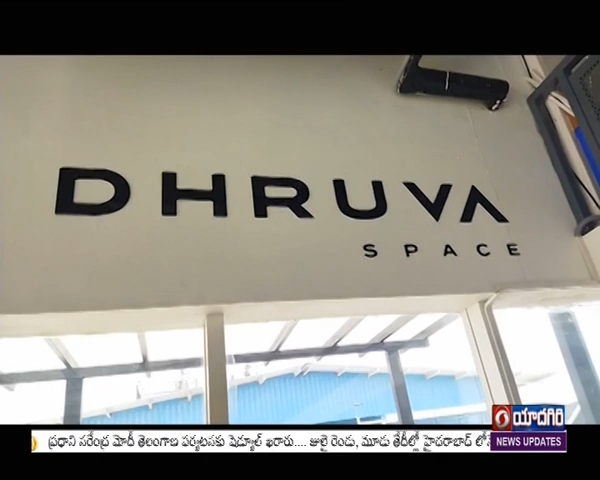 DHRUVA
SPACE
యాదగిరి
NEWS UPDATES
ప్రధాని నరేంద్ర మోదీ తెలంగాణ పర్యటనకు షెడ్యూల్ ఖరారు.... జులై రెండు, మూడు తేదీల్లో హైదరాబాద్ లో